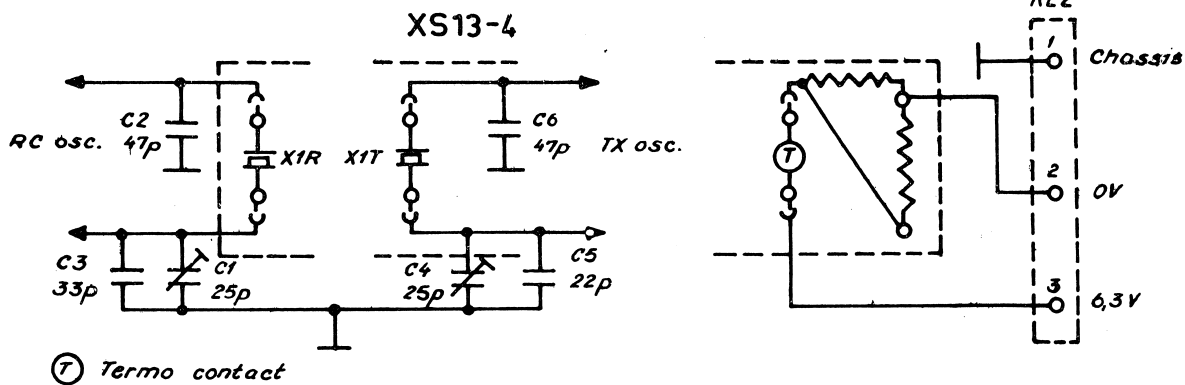 XS13-4
RC osc.
C2
47p
X1R
X1T
C6
47p
TX osc.
1
Chassis
2
0V
3
6,3V
T
C3
33p
C1
25p
C4
25p
C5
22p
T Termo contact